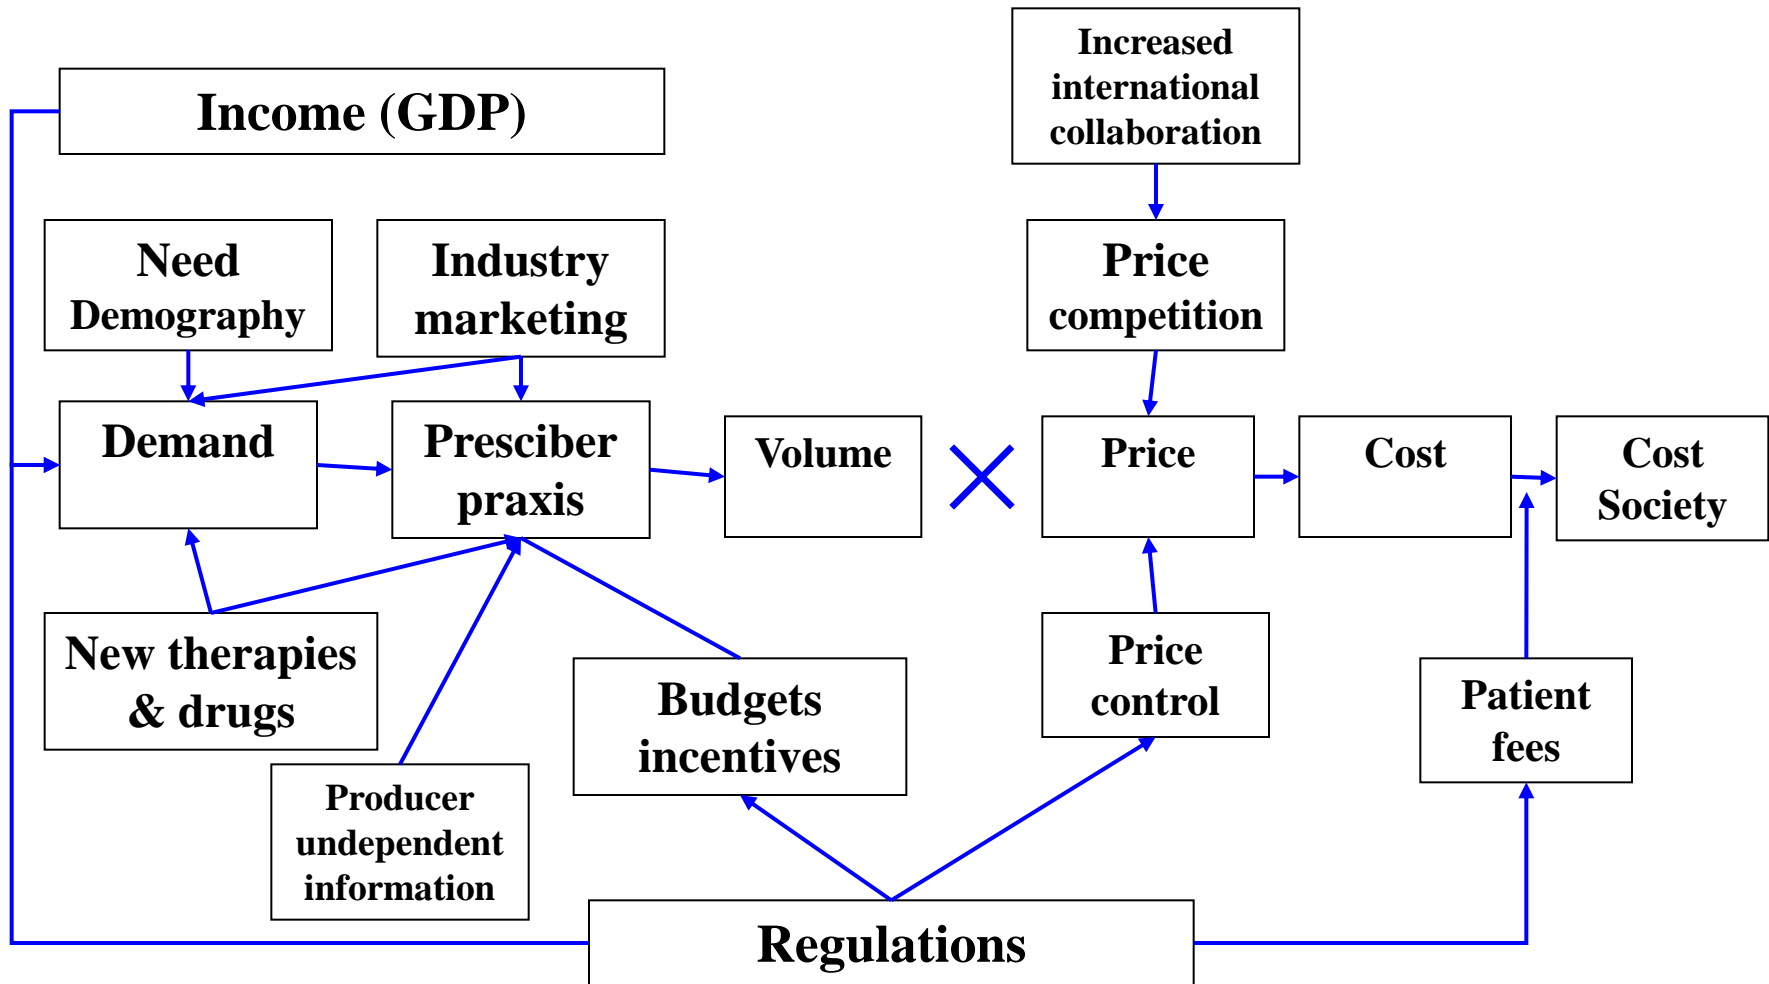 Increased
international
collaboration
Income (GDP)
Need
Demography
Industry
marketing
Price
competition
Demand
Presciber
praxis
Volume
Price
Cost
Cost
Society
New therapies
& drugs
Producer
undependent
information
Budgets
incentives
Price
control
Patient
fees
Regulations